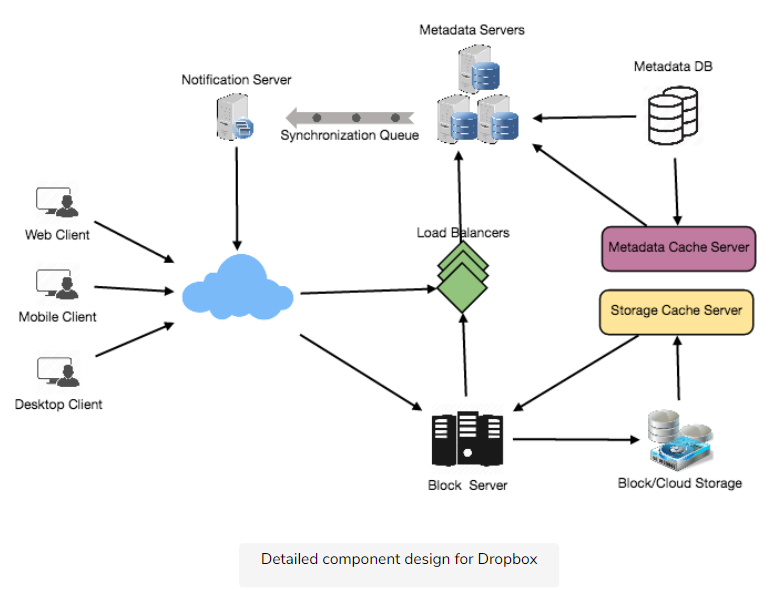 Metadata Servers
Metadata DB
Notification Server
Synchronization Queue
Web Client
Load Balancers
Metadata Cache Server
Mobile Client
Storage Cache Server
Desktop Client
Block Server
Block/Cloud Storage
Detailed component design for Dropbox